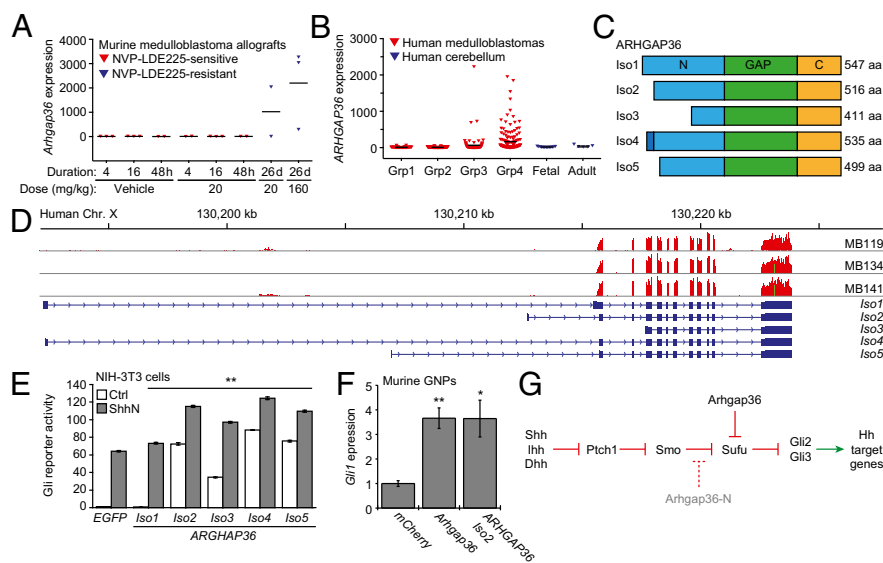 A
Arhgap36 expression
4000
3000
2000
1000
0
Murine medulloblastoma allografts
NVP-LDE225-sensitive
NVP-LDE225-resistant
Duration: 4 16 48h 4 16 48h 26d 26d
Dose (mg/kg): Vehicle 20 20 160
B
ARHGAP36 expression
3000
2000
1000
0
Human medulloblastomas
Human cerebellum
Grp1 Grp2 Grp3 Grp4 Fetal Adult
C
ARHGAP36
Iso1 N GAP C 547 aa
Iso2 516 aa
Iso3 411 aa
Iso4 535 aa
Iso5 499 aa
D
Human Chr. X 130,200 kb 130,210 kb 130,220 kb
MB119
MB134
MB141
Iso1
Iso2
Iso3
Iso4
Iso5
E
NIH-3T3 cells
Gli reporter activity
140
120
100
80
60
40
20
0
Ctrl
ShhN
**
EGFP Iso1 Iso2 Iso3 Iso4 Iso5
ARGHAP36
F
Murine GNPs
Gli1 epression
5
4
3
2
1
0
** *
mCherry
Arhgap36
Iso2
ARHGAP36
G
Arhgap36
Shh
Ihh
Dhh
Ptch1 Smo Sufu
Gli2
Gli3
Hh
target
genes
Arhgap36-N